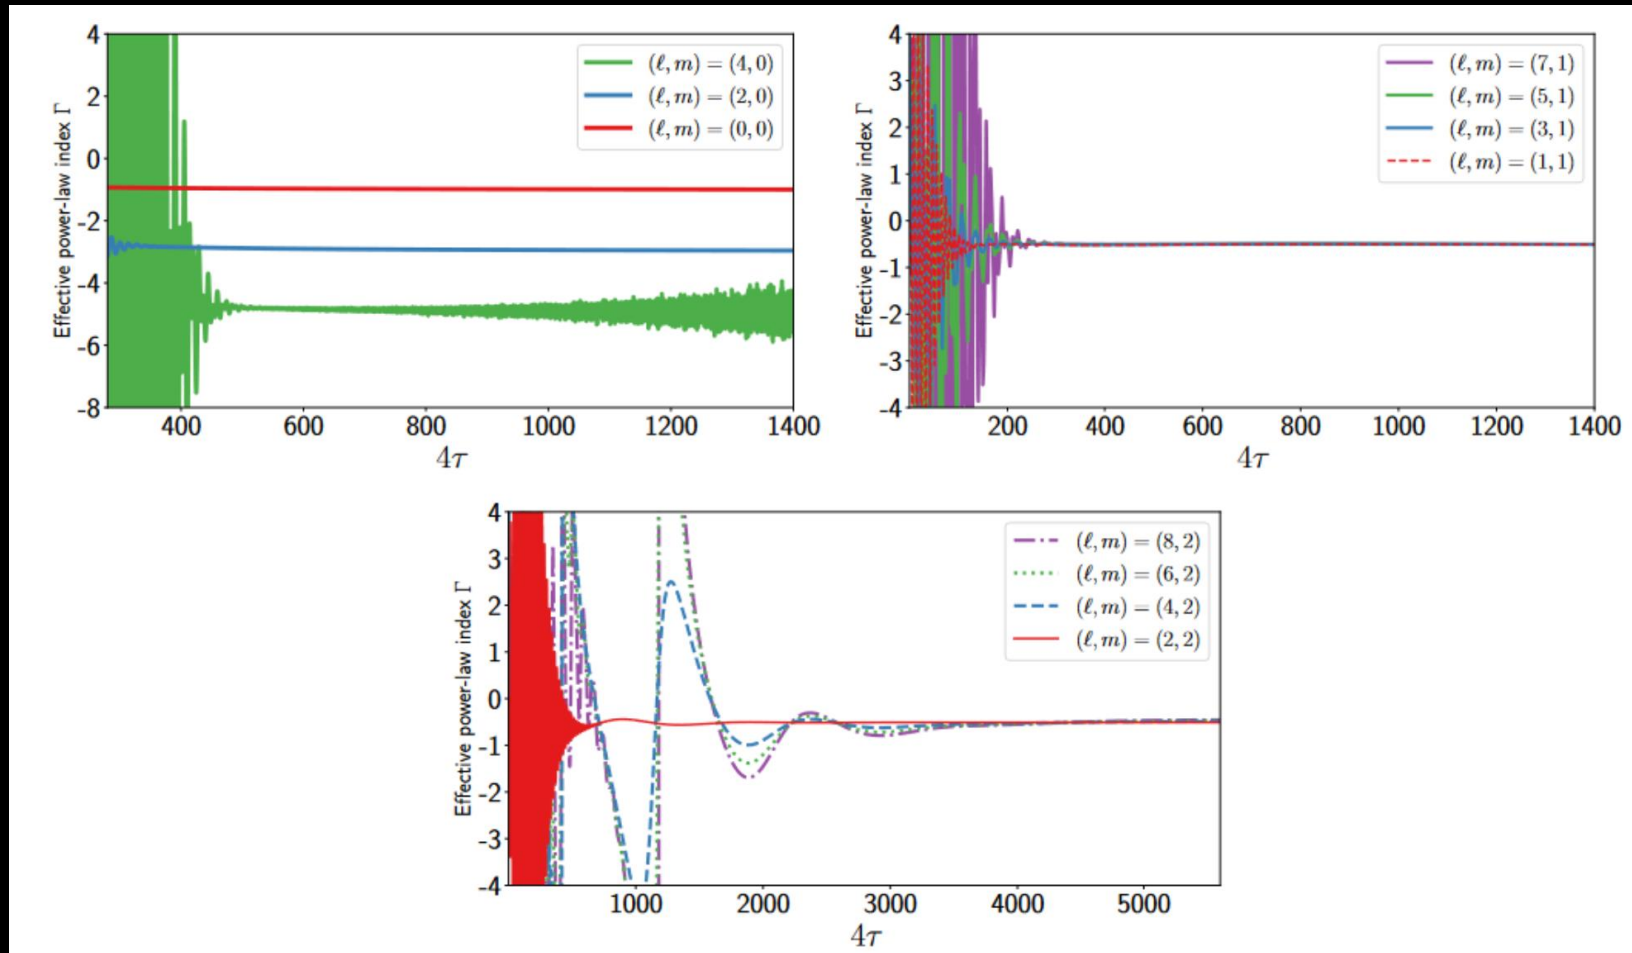 4
2
0
-2
-4
-6
-8
Effective power-law index Γ
(ℓ, m) = (4, 0)
(ℓ, m) = (2, 0)
(ℓ, m) = (0, 0)
400 600 800 1000 1200 1400
4τ
4
3
2
1
0
-1
-2
-3
-4
Effective power-law index Γ
(ℓ, m) = (7, 1)
(ℓ, m) = (5, 1)
(ℓ, m) = (3, 1)
(ℓ, m) = (1, 1)
200 400 600 800 1000 1200 1400
4τ
4
3
2
1
0
-1
-2
-3
-4
Effective power-law index Γ
(ℓ, m) = (8, 2)
(ℓ, m) = (6, 2)
(ℓ, m) = (4, 2)
(ℓ, m) = (2, 2)
1000 2000 3000 4000 5000
4τ